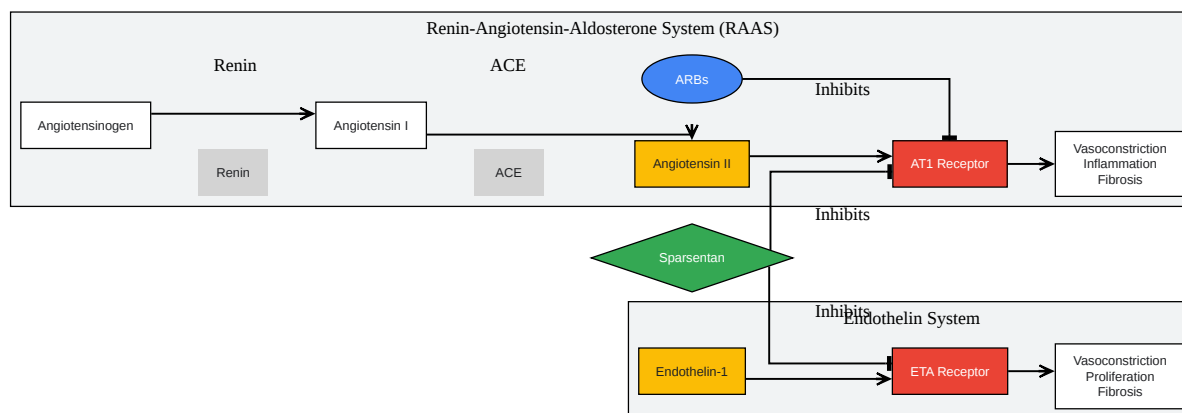 Renin-Angiotensin-Aldosterone System (RAAS)
Renin
ACE
ARBs
Inhibits
Angiotensinogen
Angiotensin I
Angiotensin II
AT1 Receptor
Vasoconstriction
Inflammation
Fibrosis
Renin
ACE
Inhibits
Sparsentan
Inhibits
Endothelin System
Endothelin-1
ETA Receptor
Vasoconstriction
Proliferation
Fibrosis